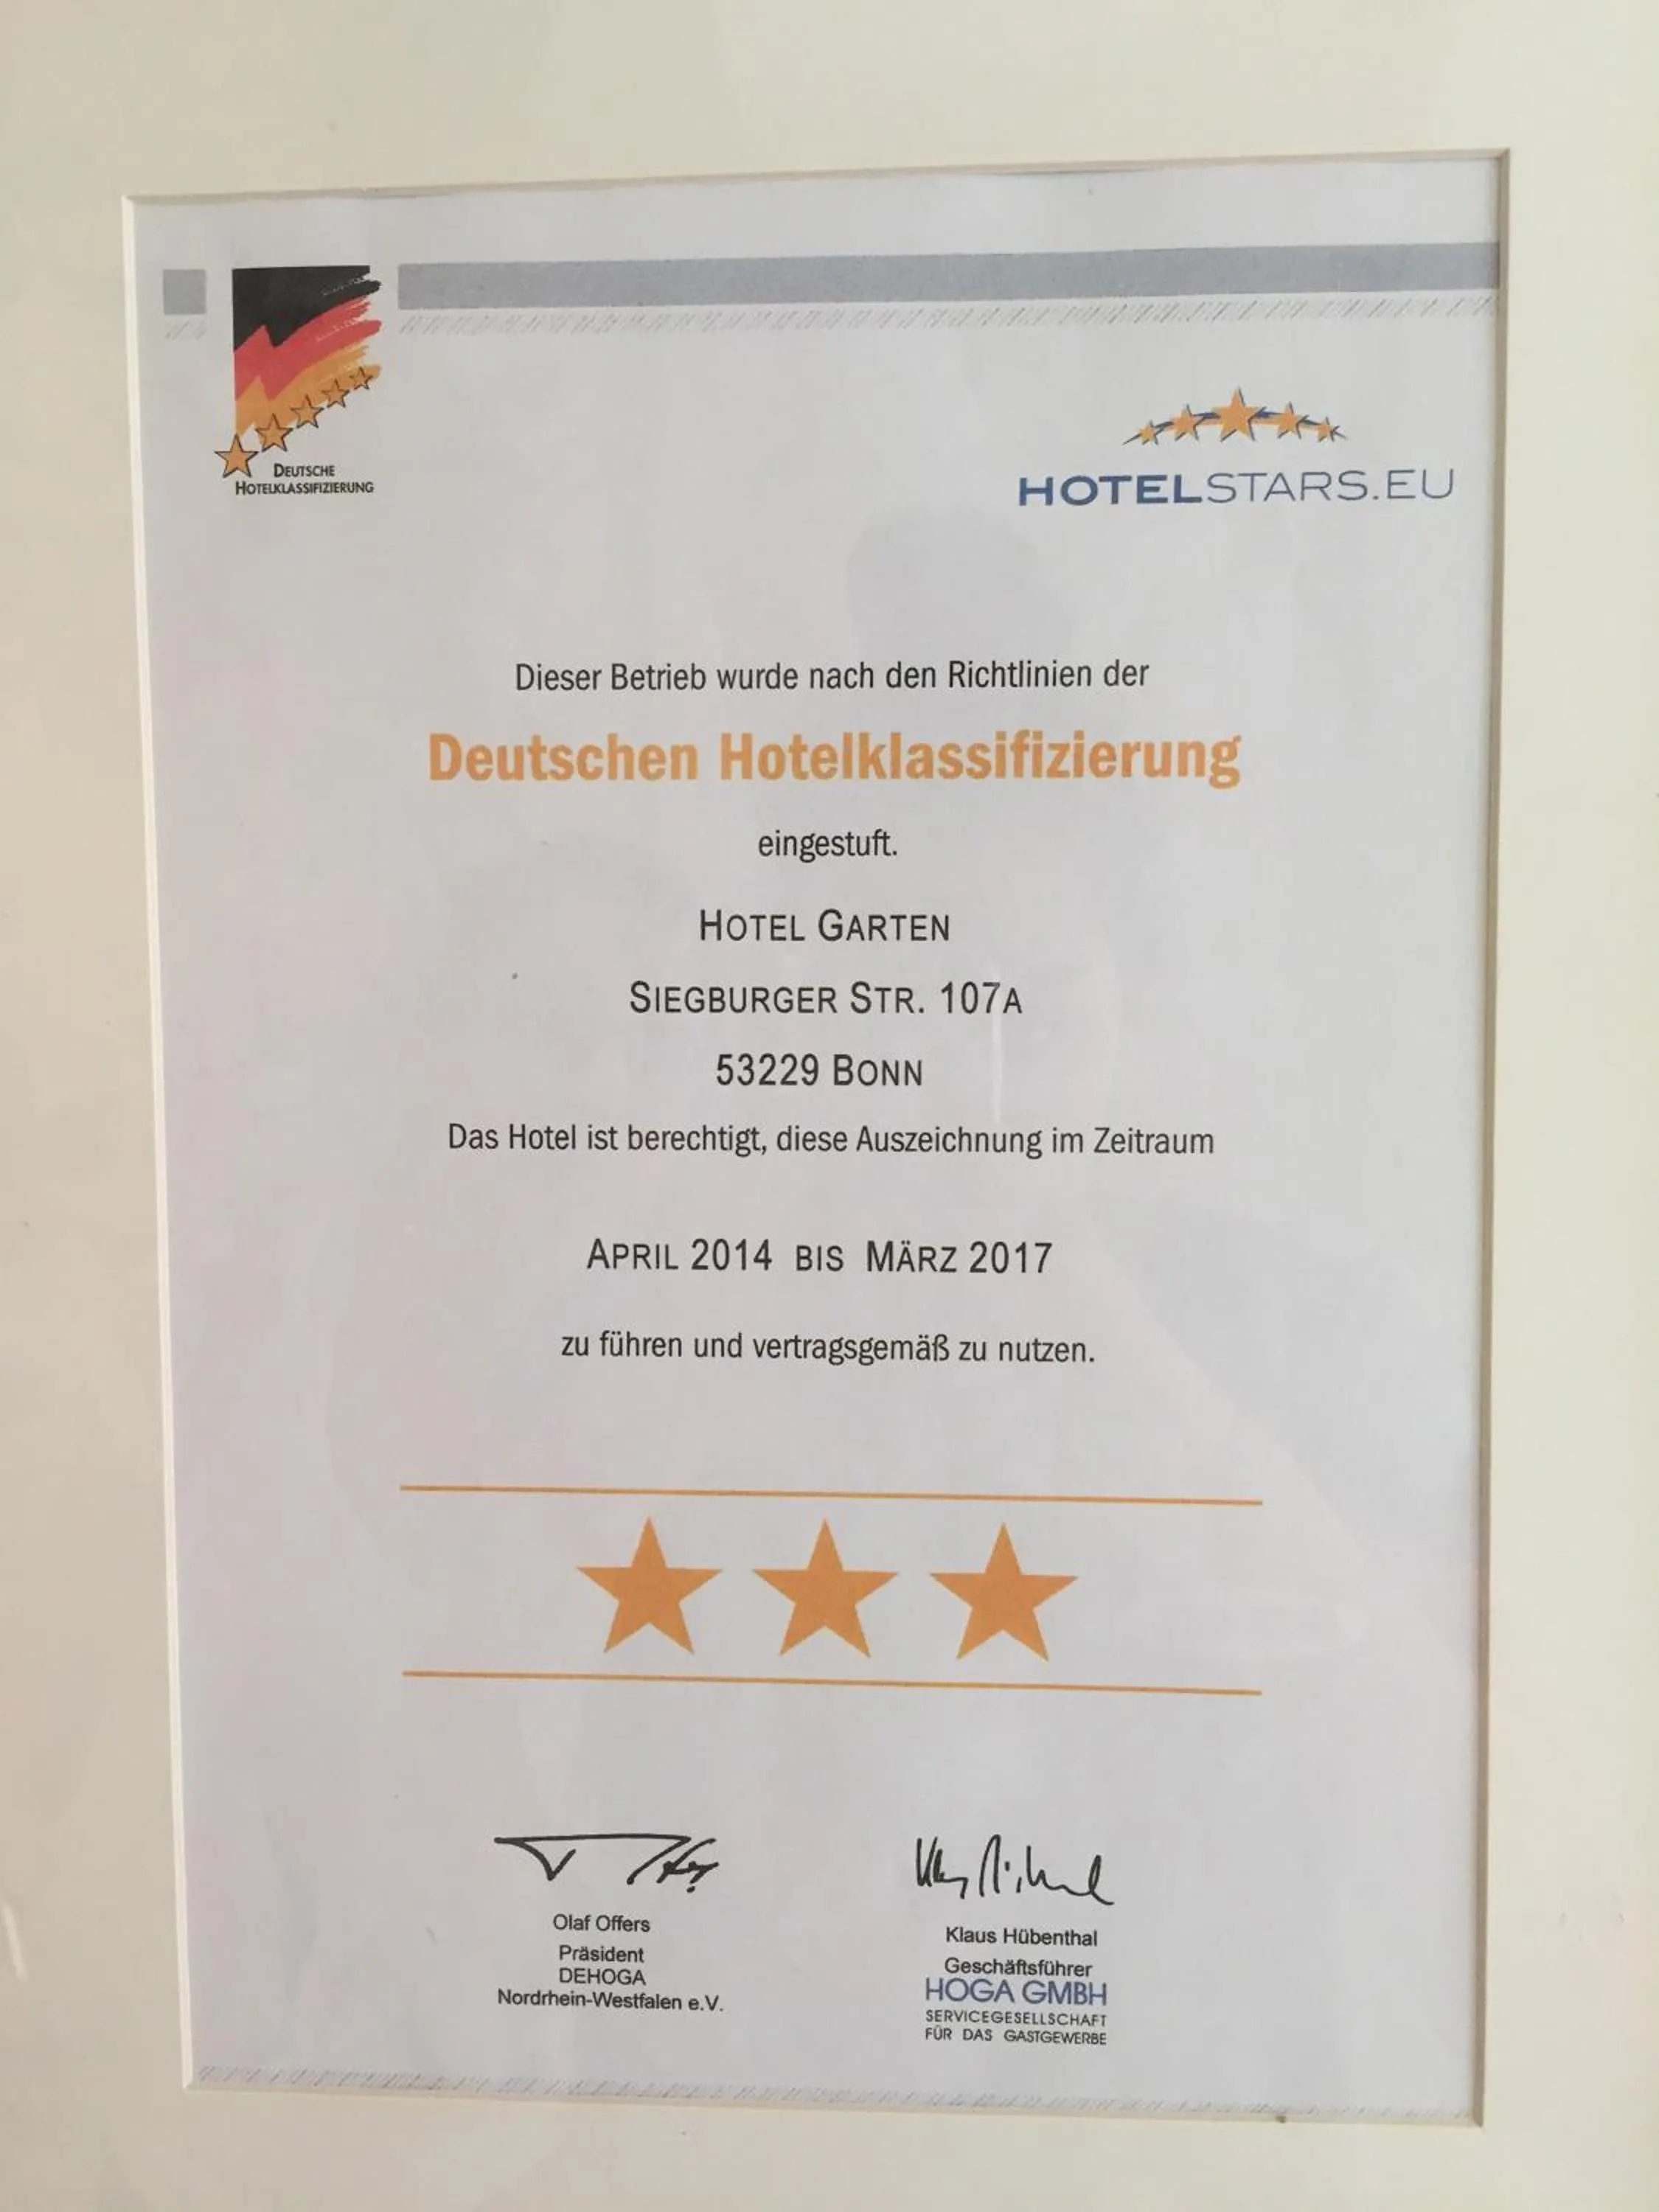 DEUTSCHE
HOTELKLASSIFIZIERUNG
HOTELSTARS.EU
Dieser Betrieb wurde nach den Richtlinien der
Deutschen Hotelklassifizierung
eingestuft.
HOTEL GARTEN
SIEGBURGER STR. 107A
53229 BONN
Das Hotel ist berechtigt, diese Auszeichnung im Zeitraum
APRIL 2014 BIS MÄRZ 2017
zu führen und vertragsgemäß zu nutzen.
Olaf Offers
Präsident
DEHOGA
Nordrhein-Westfalen e.V.
Klaus Hübenthal
Geschäftsführer
HOGA GMBH
SERVICEGESELLSCHAFT
FÜR DAS GASTGEWERBE